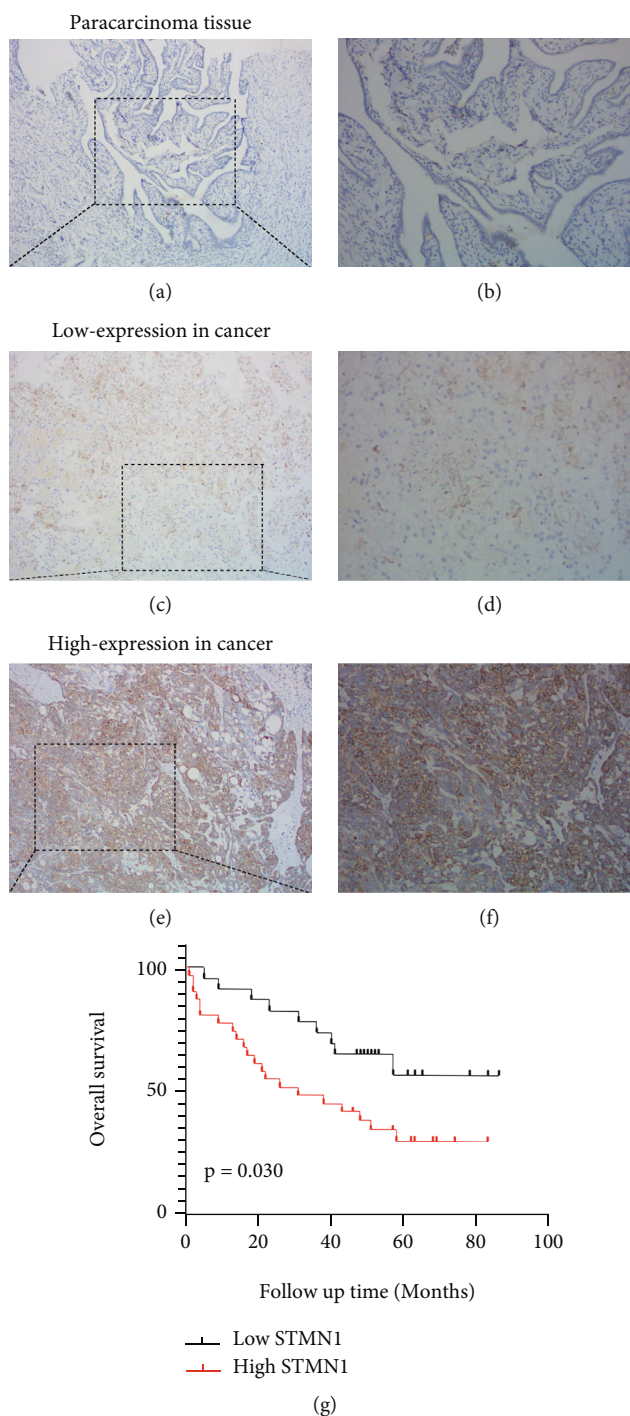 Paracarcinoma tissue
(a)
(b)
Low-expression in cancer
(c)
(d)
High-expression in cancer
(e)
(f)
Overall survival
100
50
0
p = 0.030
0
20
40
60
80
100
Follow up time (Months)
Low STMN1
High STMN1
(g)